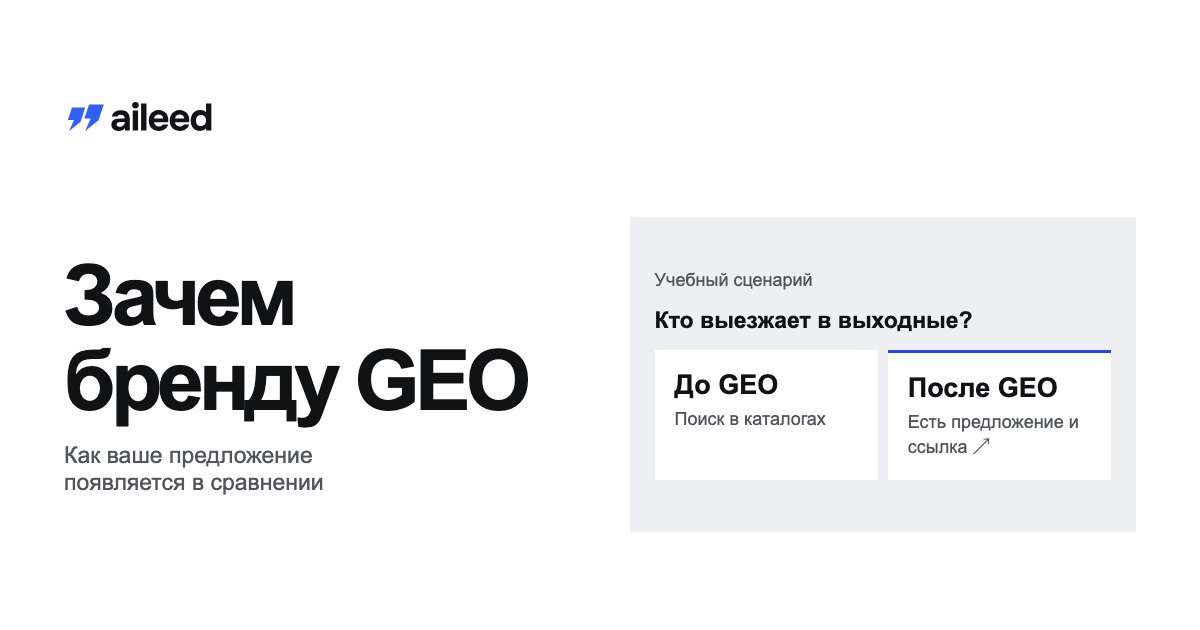 aileed
Зачем
бренду GEO
Как ваше предложение
появляется в сравнении
Учебный сценарий
Кто выезжает в выходные?
До GEO
Поиск в каталогах
После GEO
Есть предложение и
ссылка ↗